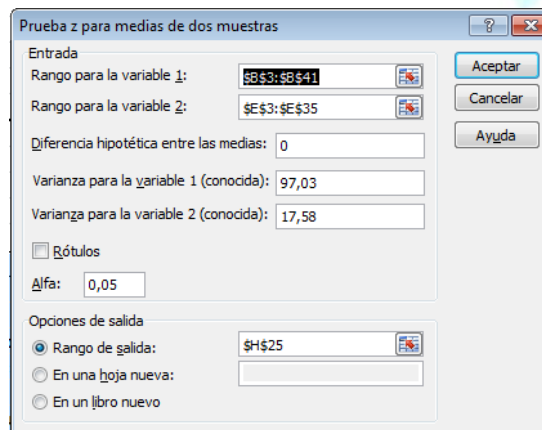 Prueba z para medias de dos muestras
Entrada
Rango para la variable 1: $B$3:$B$41
Rango para la variable 2: $E$3:$E$35
Diferencia hipotética entre las medias: 0
Varianza para la variable 1 (conocida): 97,03
Varianza para la variable 2 (conocida): 17,58
Rótulos
Alfa: 0,05
Opciones de salida
Rango de salida: $H$25
En una hoja nueva:
En un libro nuevo
Aceptar
Cancelar
Ayuda